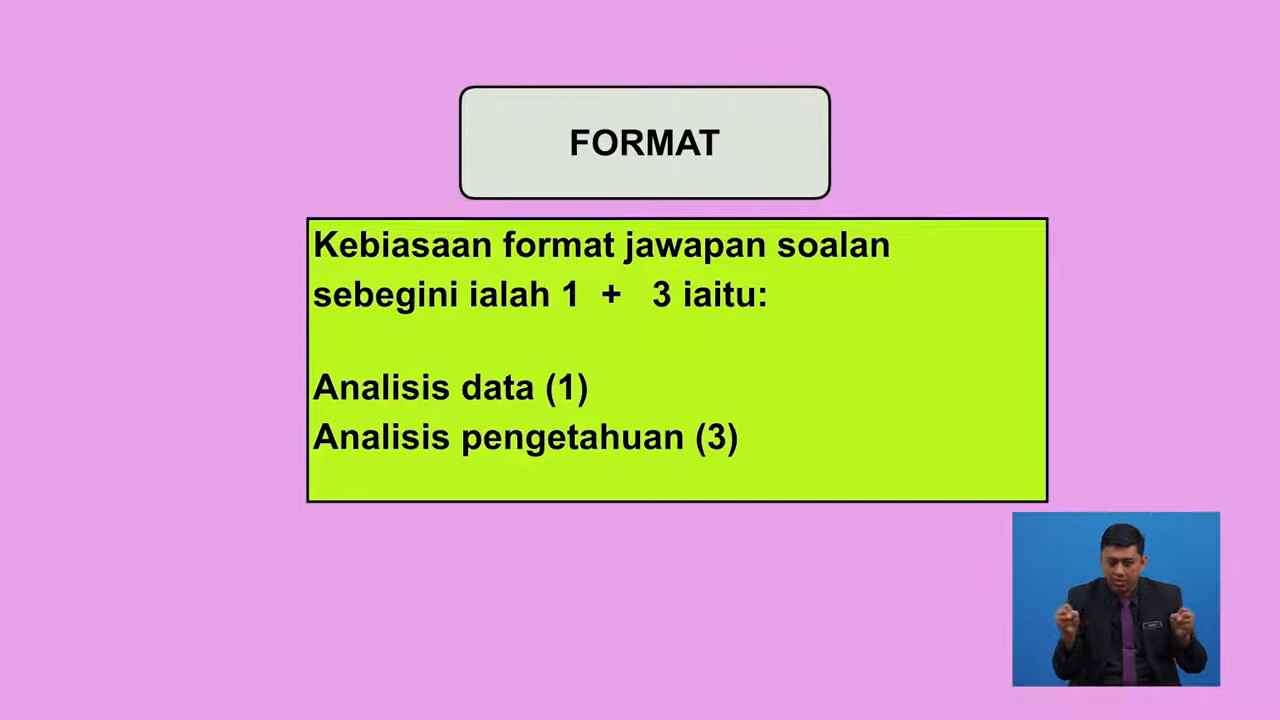 FORMAT
Kebiasaan format jawapan soalan
sebegini ialah 1 + 3 iaitu:
Analisis data (1)
Analisis pengetahuan (3)